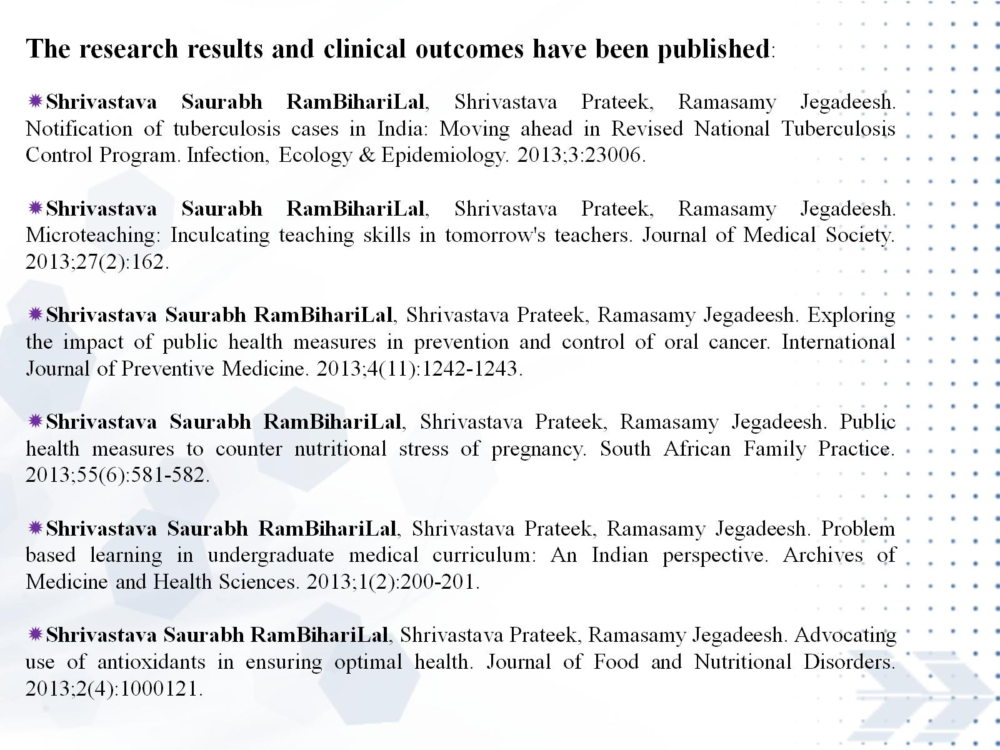 The research results and clinical outcomes have been published:
Shrivastava Saurabh RamBihariLal, Shrivastava Prateek, Ramasamy Jegadeesh.
Notification of tuberculosis cases in India: Moving ahead in Revised National Tuberculosis
Control Program. Infection, Ecology & Epidemiology. 2013;3:23006.
Shrivastava Saurabh RamBihariLal, Shrivastava Prateek, Ramasamy Jegadeesh.
Microteaching: Inculcating teaching skills in tomorrow's teachers. Journal of Medical Society.
2013;27(2):162.
Shrivastava Saurabh RamBihariLal, Shrivastava Prateek, Ramasamy Jegadeesh. Exploring
the impact of public health measures in prevention and control of oral cancer. International
Journal of Preventive Medicine. 2013;4(11):1242-1243.
Shrivastava Saurabh RamBihariLal, Shrivastava Prateek, Ramasamy Jegadeesh. Public
health measures to counter nutritional stress of pregnancy. South African Family Practice.
2013;55(6):581-582.
Shrivastava Saurabh RamBihariLal, Shrivastava Prateek, Ramasamy Jegadeesh. Problem
based learning in undergraduate medical curriculum: An Indian perspective. Archives of
Medicine and Health Sciences. 2013;1(2):200-201.
Shrivastava Saurabh RamBihariLal, Shrivastava Prateek, Ramasamy Jegadeesh. Advocating
use of antioxidants in ensuring optimal health. Journal of Food and Nutritional Disorders.
2013;2(4):1000121.